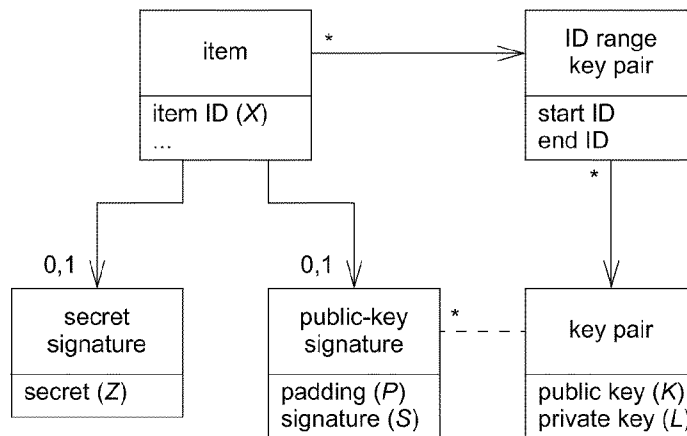 item
*
ID range
key pair
item ID (X)
...
start ID
end ID
*
0,1
0,1
secret
signature
public-key
signature
*
key pair
secret (Z)
padding (P)
signature (S)
public key (K)
private key (L)